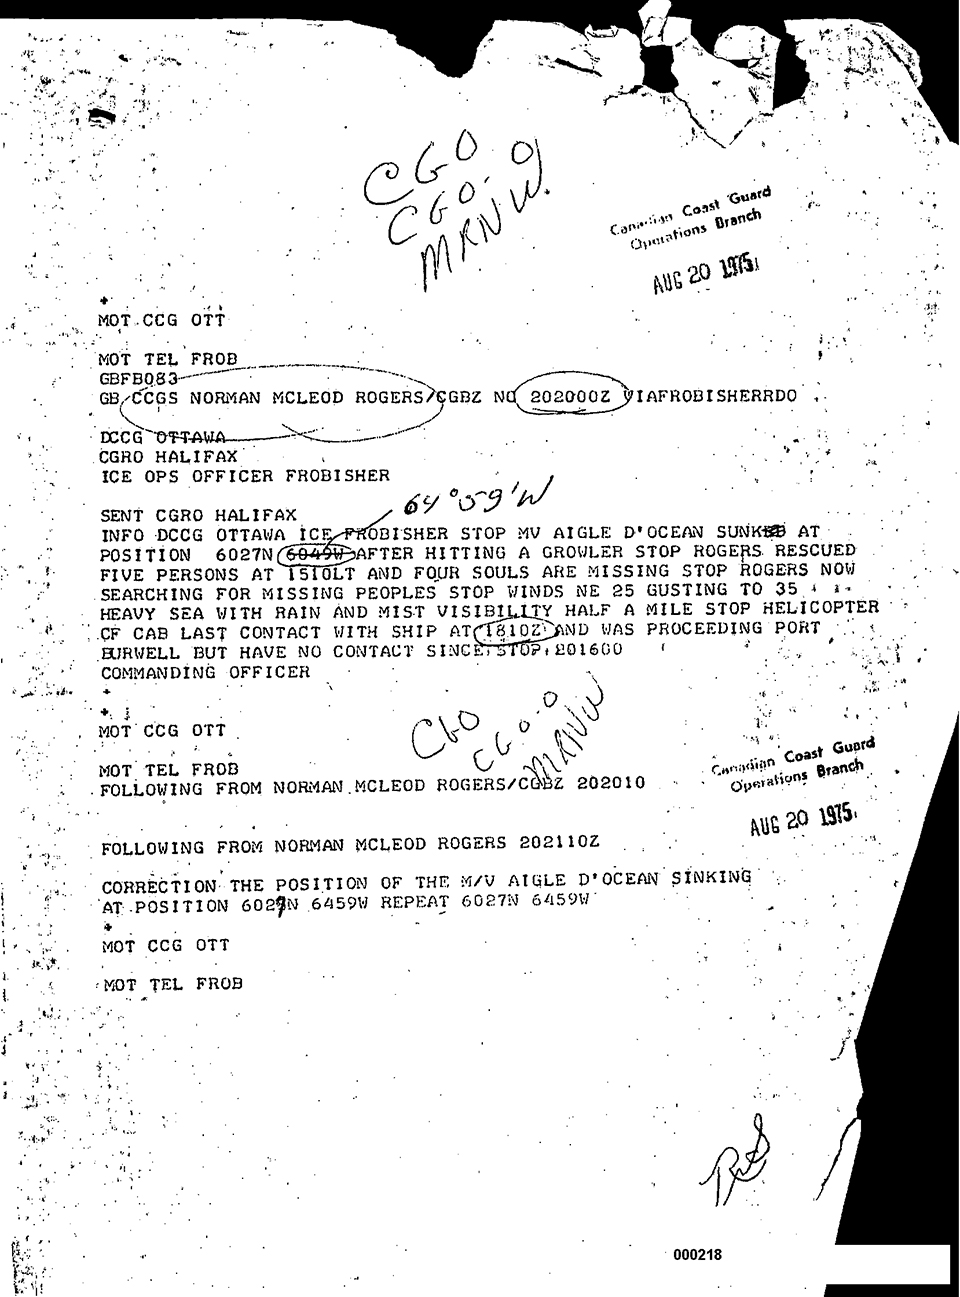 CGO
CGO-O
MRNW.
Canadian Coast Guard
Operations Branch
AUG 20 1975
+
MOT CCG OTT
MOT TEL FROB
GBFB083
GB CCGS NORMAN MCLEOD ROGERS/CGBZ NO 202000Z VIAFROBISHERRDO
DCCG OTTAWA
CGRO HALIFAX
ICE OPS OFFICER FROBISHER
64°59'W
SENT CGRO HALIFAX
INFO DCCG OTTAWA ICE FROBISHER STOP MV AIGLE D'OCEAN SUNK AT
POSITION 6027N 6049W AFTER HITTING A GROWLER STOP ROGERS RESCUED
FIVE PERSONS AT 1510LT AND FOUR SOULS ARE MISSING STOP ROGERS NOW
SEARCHING FOR MISSING PEOPLES STOP WINDS NE 25 GUSTING TO 35
HEAVY SEA WITH RAIN AND MIST VISIBILITY HALF A MILE STOP HELICOPTER
CF CAB LAST CONTACT WITH SHIP AT 1810Z AND WAS PROCEEDING PORT
BURWELL BUT HAVE NO CONTACT SINCE STOP 201600
COMMANDING OFFICER
+
+
MOT CCG OTT
CGO
CGO-O
MRNW
MOT TEL FROB
FOLLOWING FROM NORMAN MCLEOD ROGERS/CGBZ 202010
Canadian Coast Guard
Operations Branch
AUG 20 1975
FOLLOWING FROM NORMAN MCLEOD ROGERS 202110Z
CORRECTION THE POSITION OF THE M/V AIGLE D'OCEAN SINKING
AT POSITION 6027N 6459W REPEAT 6027N 6459W
+
MOT CCG OTT
MOT TEL FROB
000218